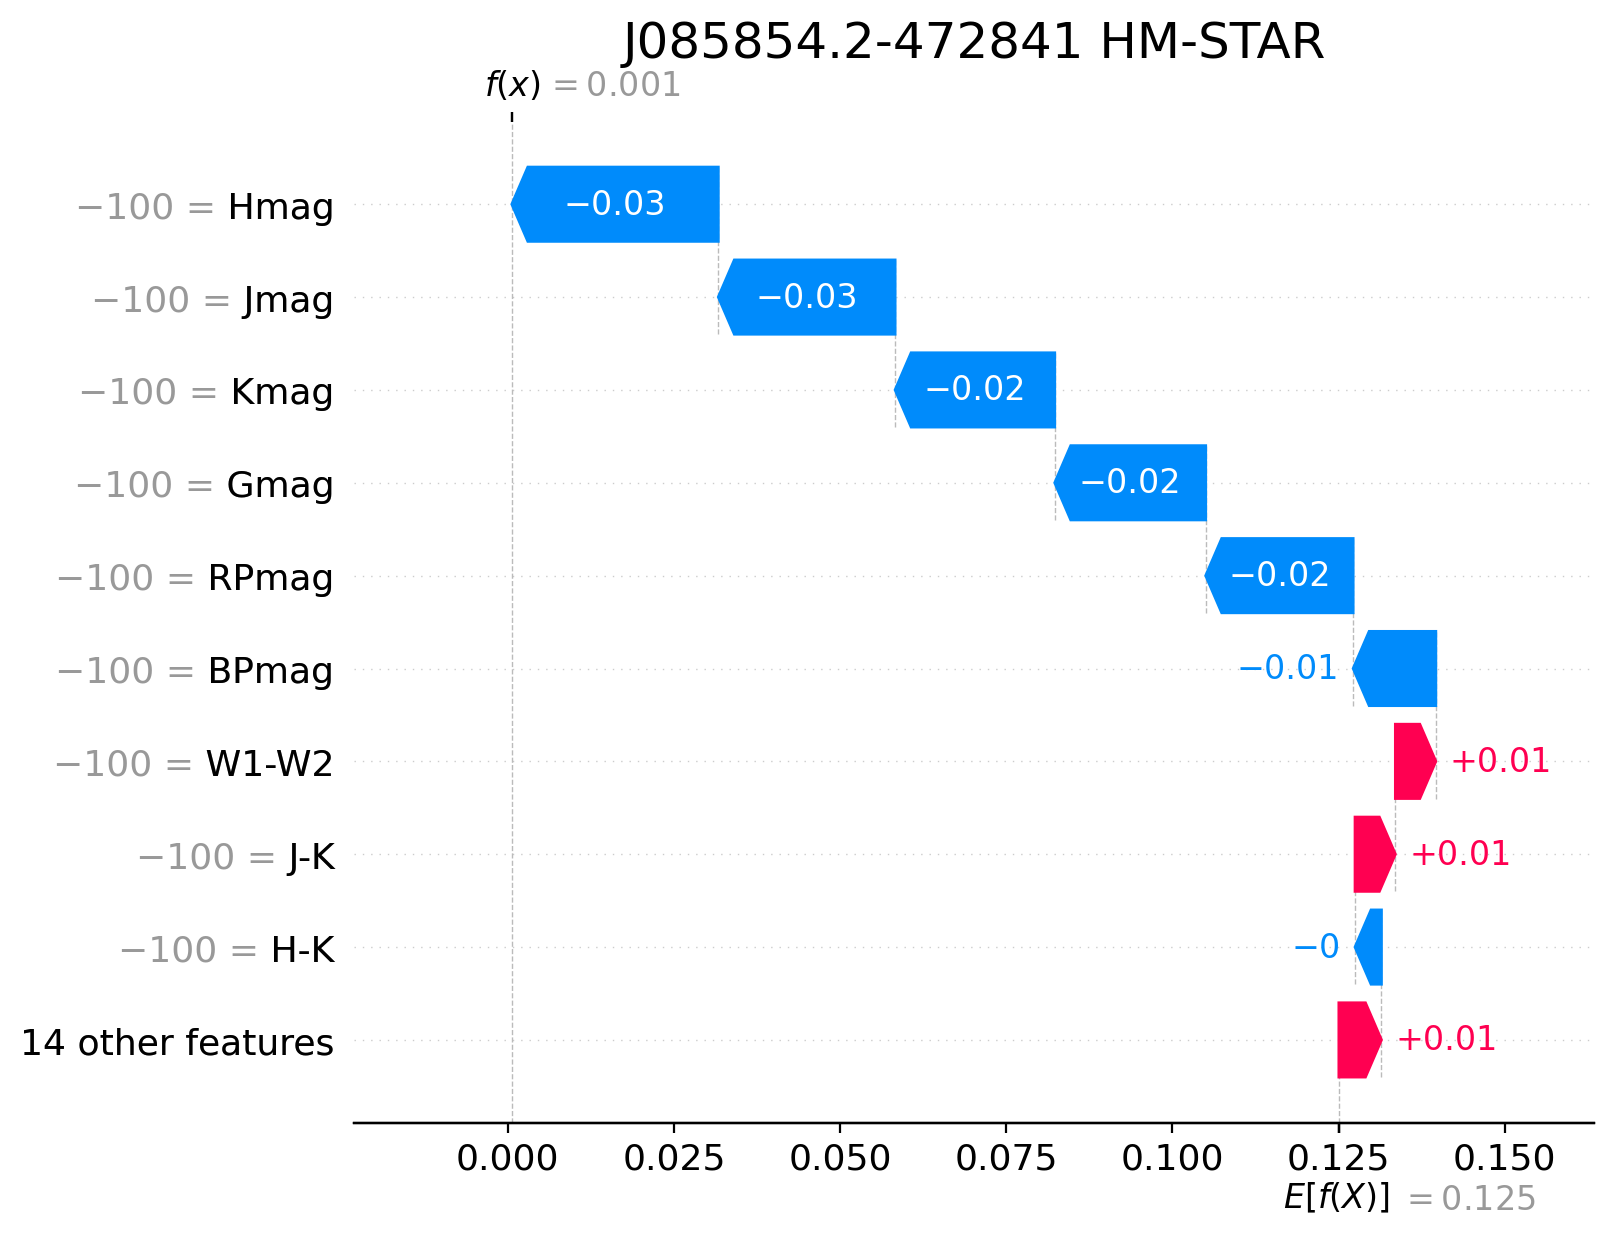 J085854.2-472841 HM-STAR
f(x) = 0.001
−100 = Hmag
−0.03
−100 = Jmag
−0.03
−100 = Kmag
−0.02
−100 = Gmag
−0.02
−100 = RPmag
−0.02
−100 = BPmag
−0.01
−100 = W1-W2
+0.01
−100 = J-K
+0.01
−100 = H-K
−0
14 other features
+0.01
0.000 0.025 0.050 0.075 0.100 0.125 0.150
E[f(X)] = 0.125